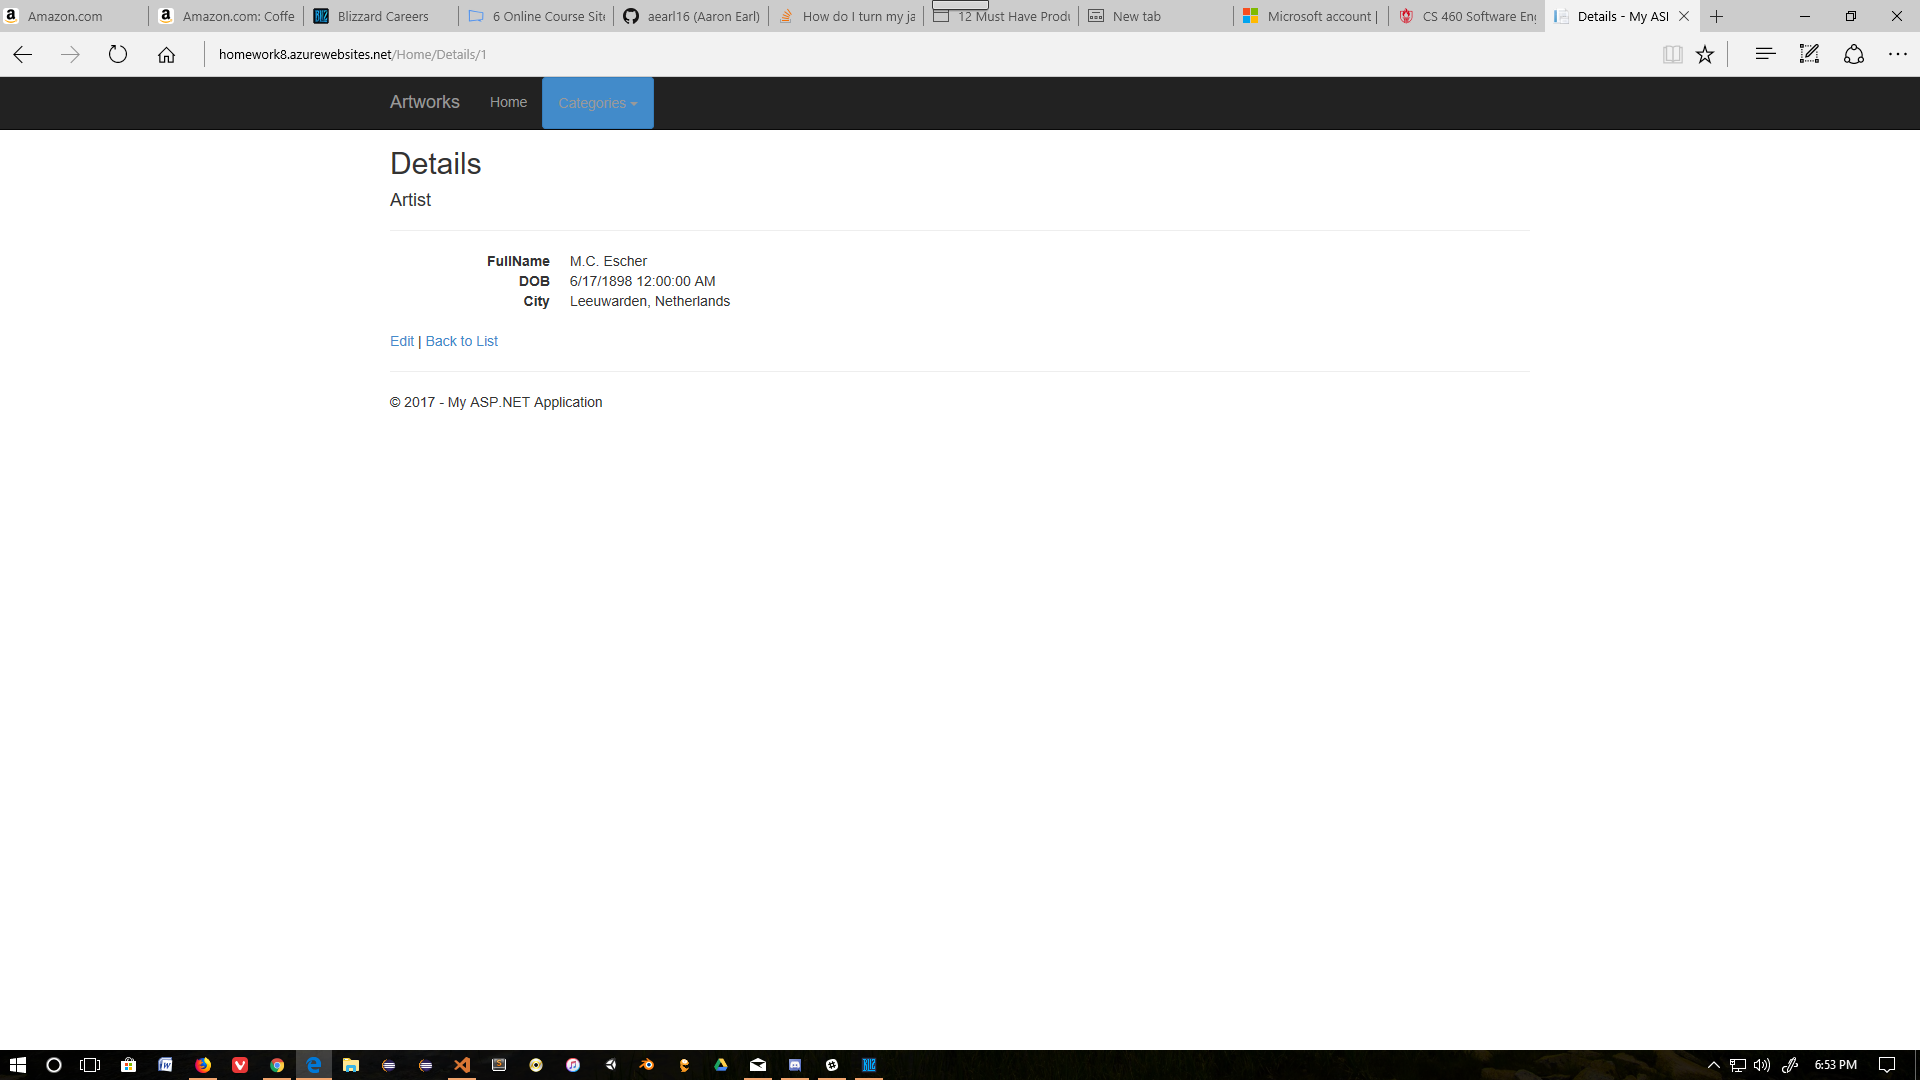 Amazon.com
Amazon.com: Coffe
Blizzard Careers
6 Online Course Site
aearl16 (Aaron Earl)
How do I turn my ja
12 Must Have Produ
New tab
Microsoft account |
CS 460 Software Eng
Details - My ASI
homework8.azurewebsites.net/Home/Details/1
Artworks Home Categories
Details
Artist
FullName M.C. Escher
DOB 6/17/1898 12:00:00 AM
City Leeuwarden, Netherlands
Edit | Back to List
© 2017 - My ASP.NET Application
6:53 PM